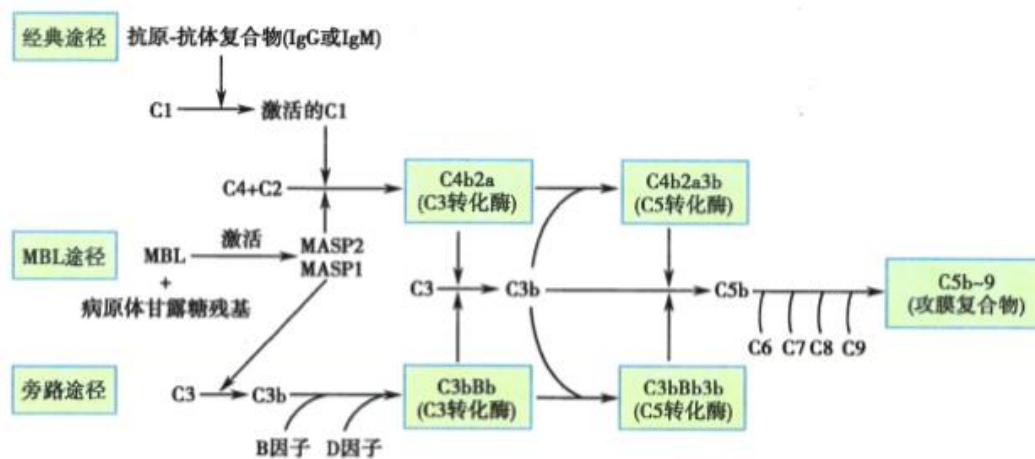 经典途径
抗原-抗体复合物(IgG或IgM)
C1
激活的C1
C4+C2
C4b2a
(C3转化酶)
C4b2a3b
(C5转化酶)
MBL途径
MBL
激活
MASP2
MASP1
+
病原体甘露糖残基
C3
C3b
C5b
C5b~9
(攻膜复合物)
C6
C7
C8
C9
旁路途径
C3
C3b
C3bBb
(C3转化酶)
C3bBb3b
(C5转化酶)
B因子
D因子